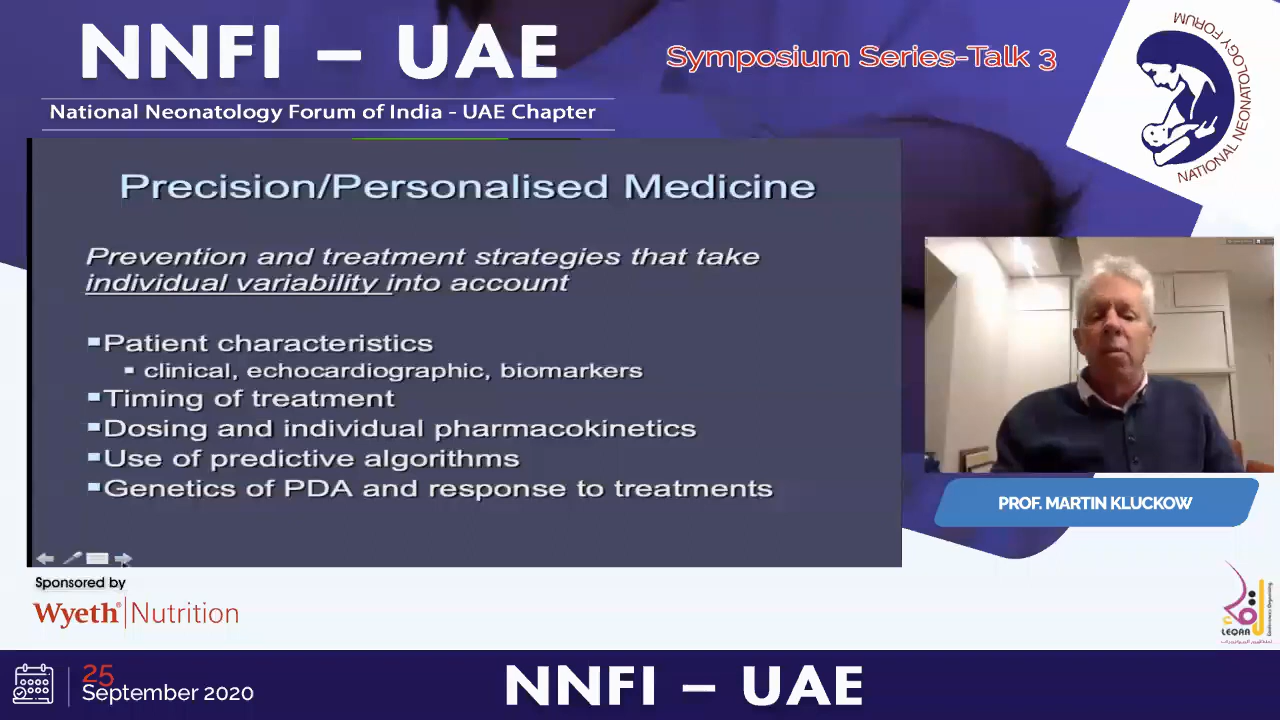 NNFI – UAE
National Neonatology Forum of India - UAE Chapter
Symposium Series-Talk 3
NATIONAL NEONATOLOGY FORUM
Precision/Personalised Medicine
Prevention and treatment strategies that take
individual variability into account
Patient characteristics
clinical, echocardiographic, biomarkers
Timing of treatment
Dosing and individual pharmacokinetics
Use of predictive algorithms
Genetics of PDA and response to treatments
PROF. MARTIN KLUCKOW
Sponsored by
Wyeth® Nutrition
LEQAA
25
September 2020
NNFI – UAE